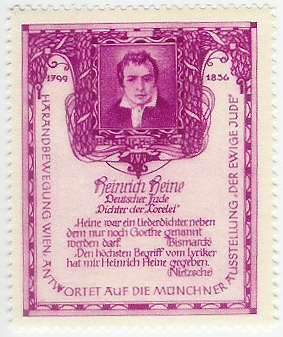 1799
1856
HEINRICH HEINE
Heinrich Heine
Deutscher Jude
Dichter der "Lorelei"
"Heine war ein Liederdichter, neben
dem nur noch Goethe genannt
werden darf." (Bismarck)
"Den höchsten Begriff vom Lyriker
hat mir Heinrich Heine gegeben."
(Nietzsche)
HARANDBEWEGUNG WIEN, ANTWORTET AUF DIE MÜNCHNER AUSSTELLUNG "DER EWIGE JUDE"